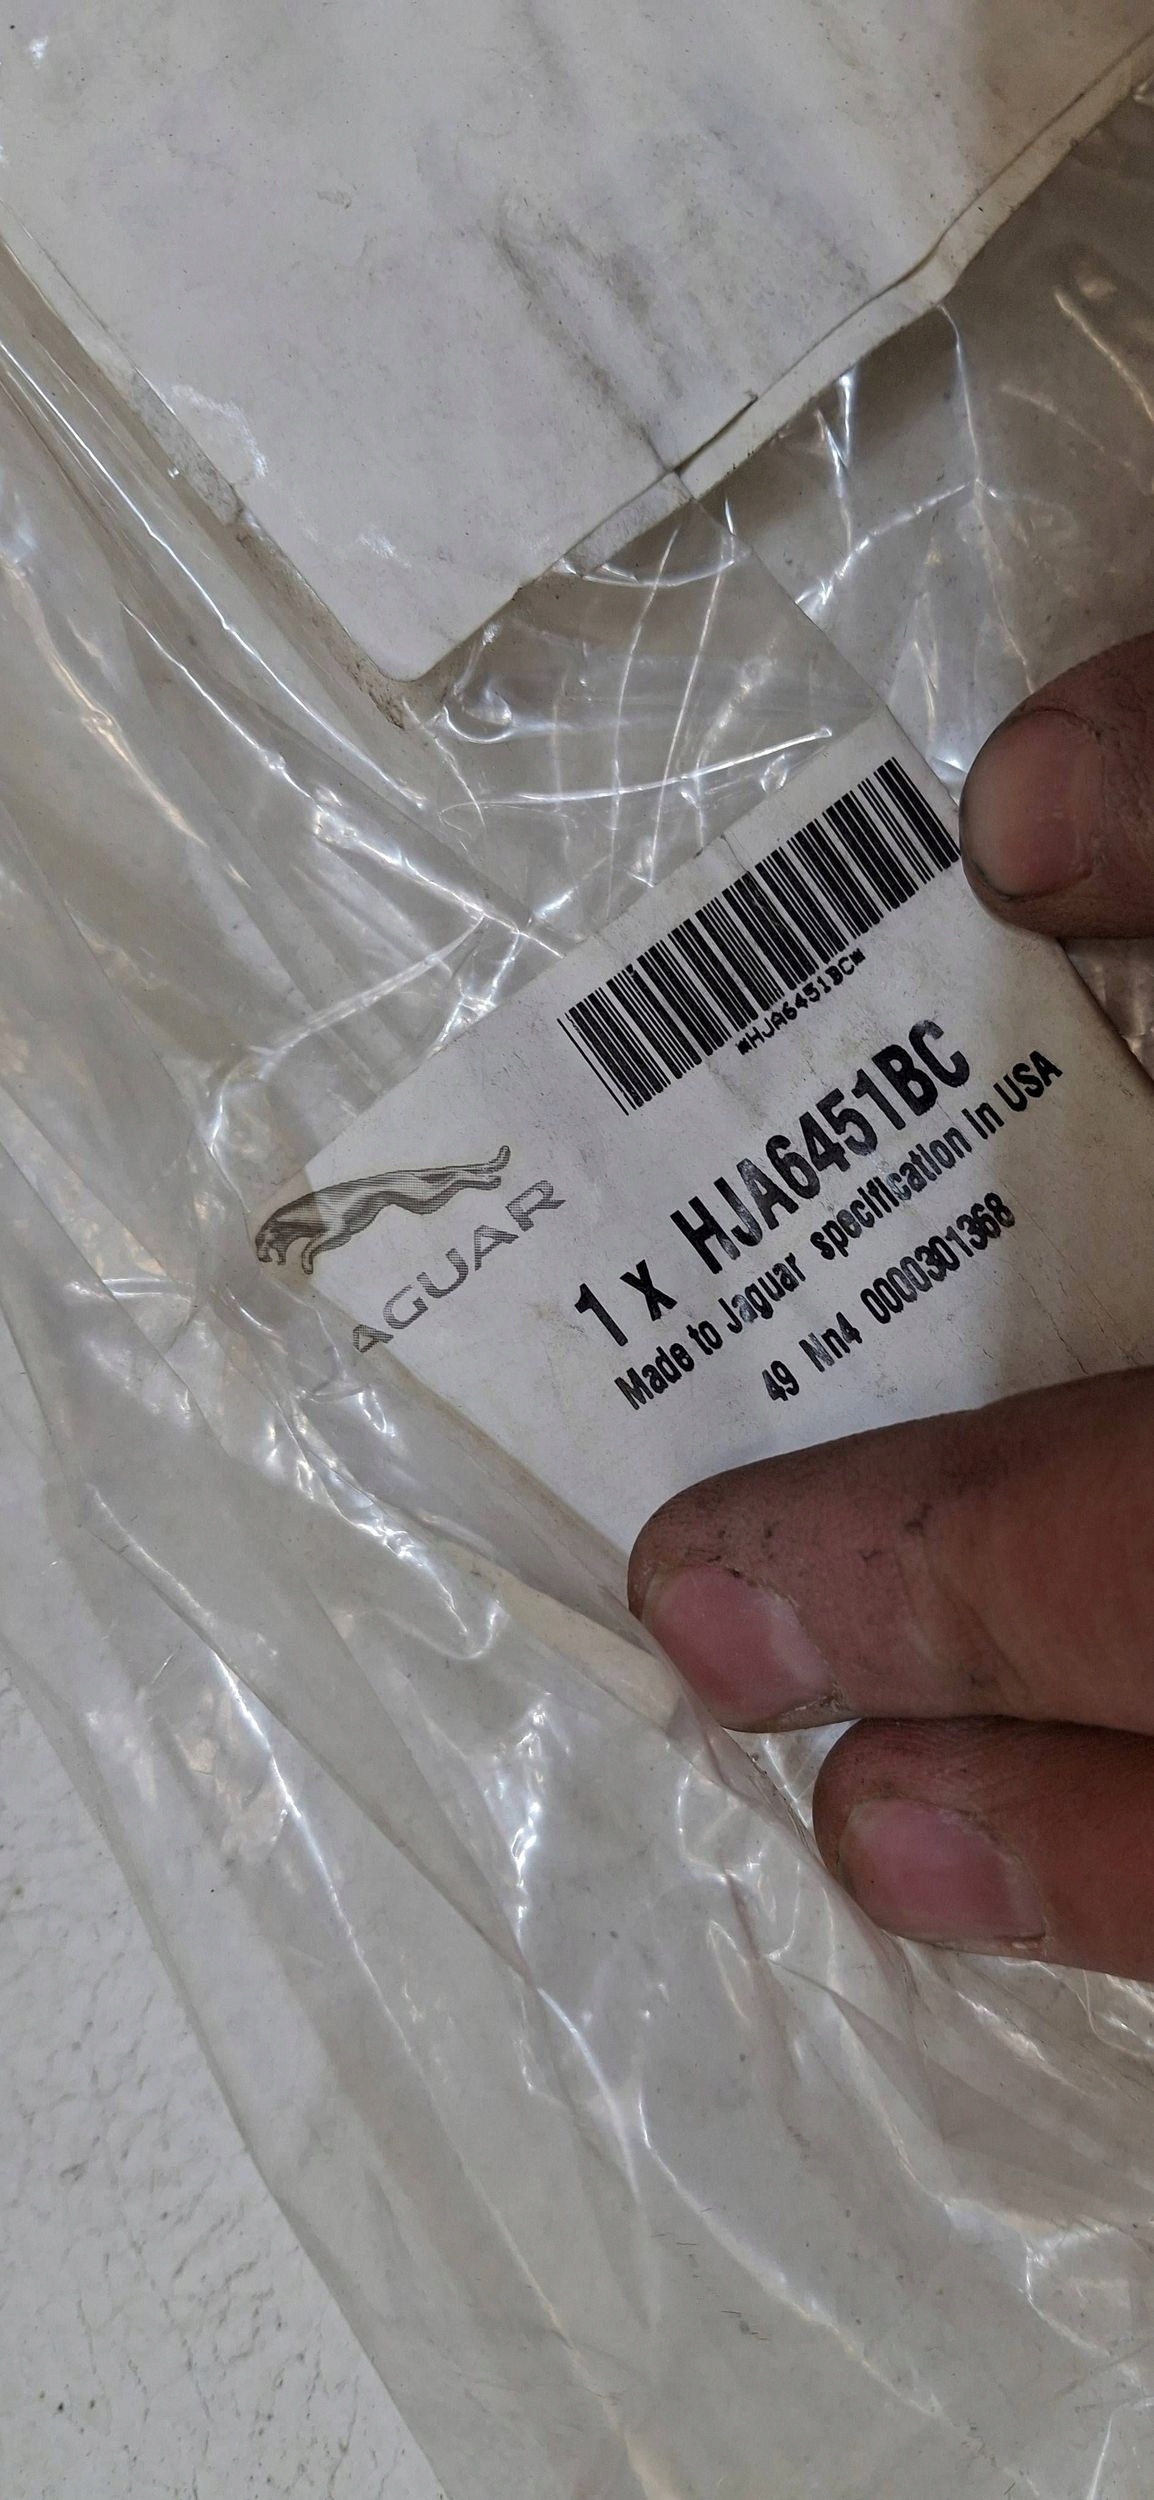 *HJA6451BC*
JAGUAR
1 x HJA6451BC
Made to Jaguar specification in USA
49 Nn4 0000301368